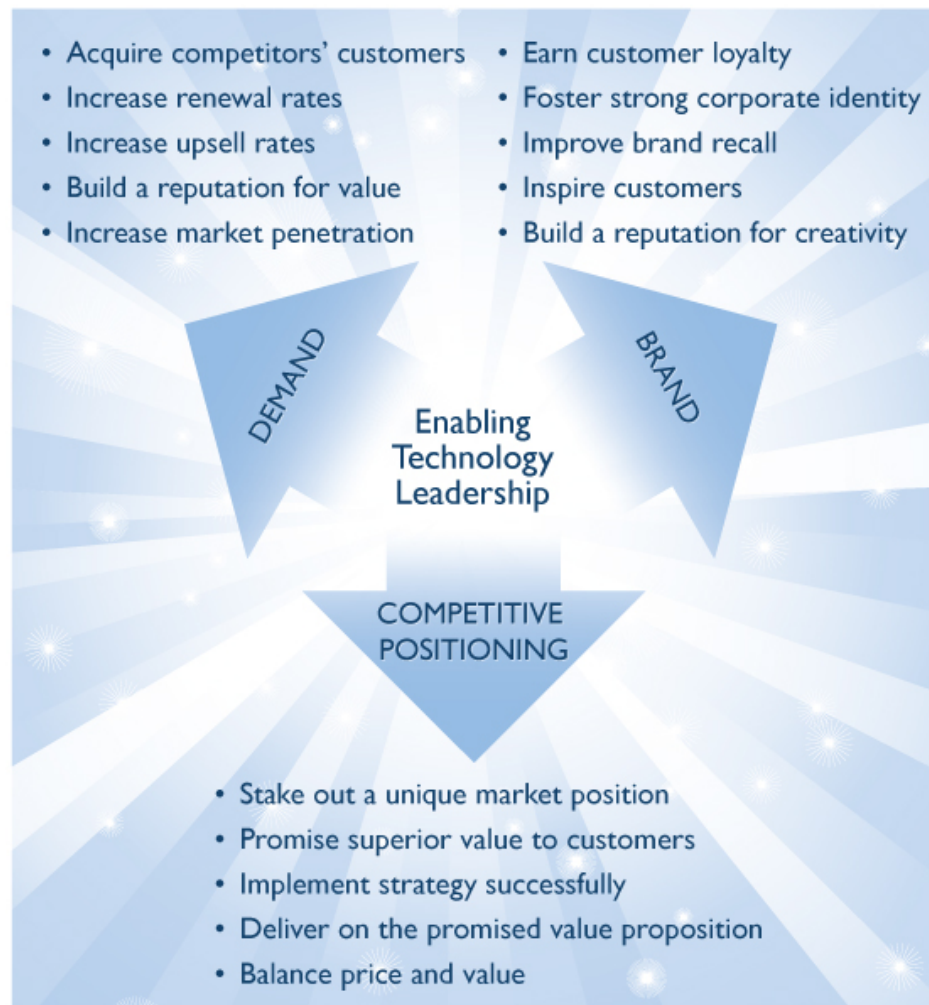 • Acquire competitors' customers
• Increase renewal rates
• Increase upsell rates
• Build a reputation for value
• Increase market penetration
• Earn customer loyalty
• Foster strong corporate identity
• Improve brand recall
• Inspire customers
• Build a reputation for creativity
DEMAND
BRAND
Enabling
Technology
Leadership
COMPETITIVE
POSITIONING
• Stake out a unique market position
• Promise superior value to customers
• Implement strategy successfully
• Deliver on the promised value proposition
• Balance price and value